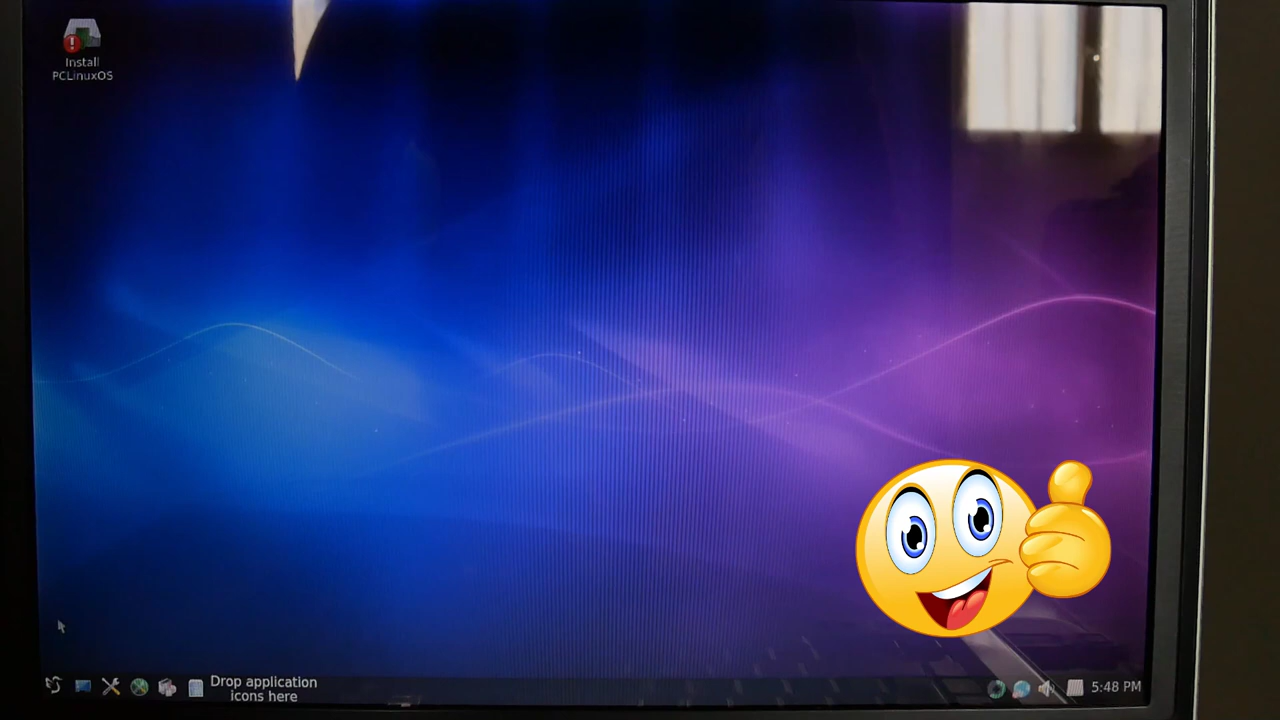 Install
PCLinuxOS
Drop application
icons here
5:48 PM